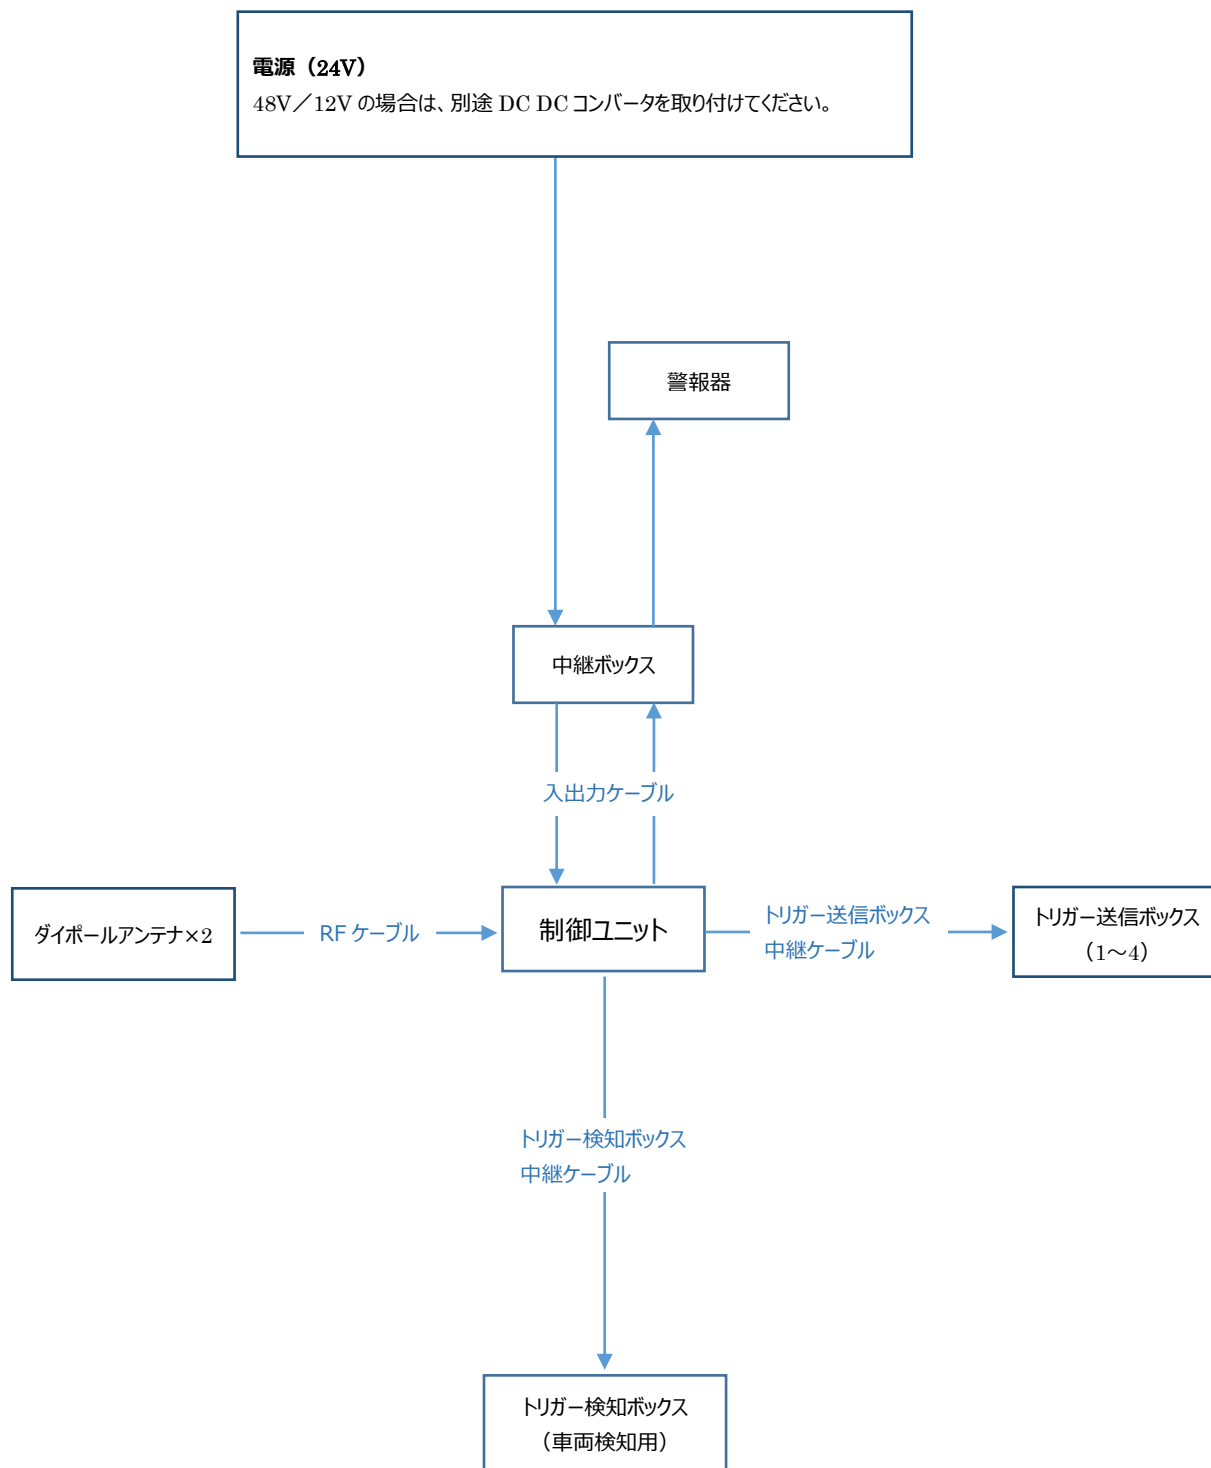 電源（24V）
48V／12V の場合は、別途 DC DC コンバータを取り付けてください。
警報器
中継ボックス
入出力ケーブル
ダイポールアンテナ×2
RF ケーブル
制御ユニット
トリガー送信ボックス
中継ケーブル
トリガー送信ボックス
（1～4）
トリガー検知ボックス
中継ケーブル
トリガー検知ボックス
（車両検知用）